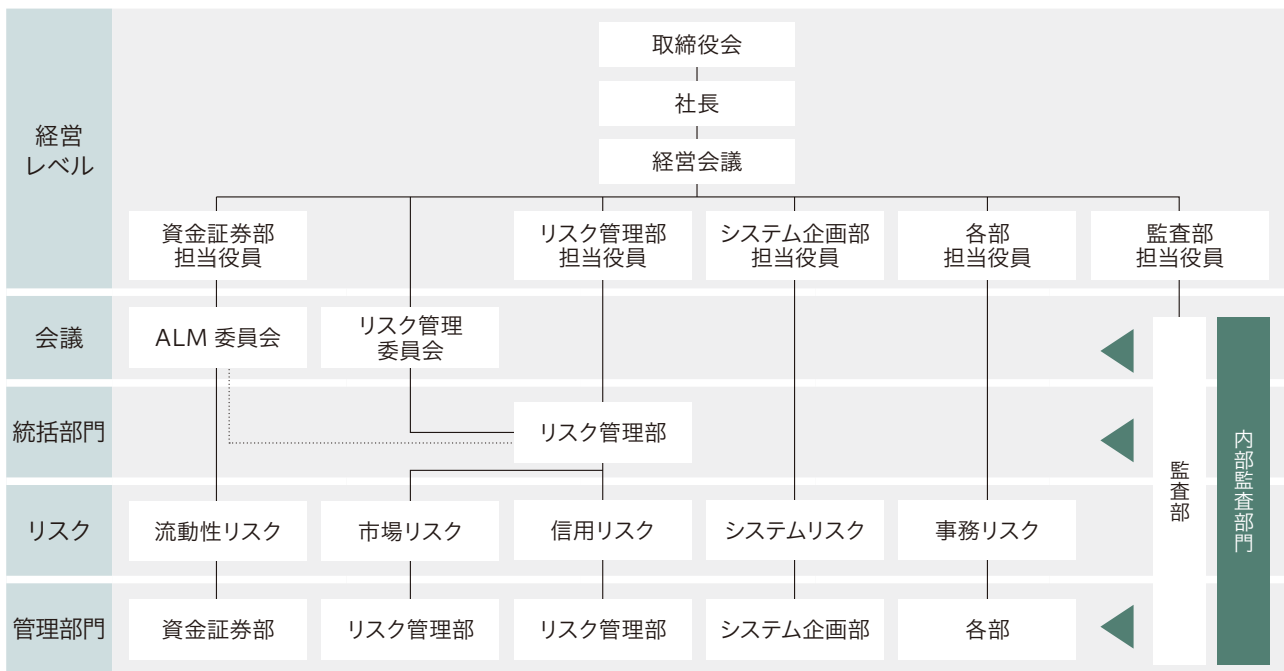 経営
レベル
取締役会
社長
経営会議
資金証券部
担当役員
リスク管理部
担当役員
システム企画部
担当役員
各部
担当役員
監査部
担当役員
会議
ALM 委員会
リスク管理
委員会
統括部門
リスク管理部
リスク
流動性リスク
市場リスク
信用リスク
システムリスク
事務リスク
管理部門
資金証券部
リスク管理部
リスク管理部
システム企画部
各部
監査部
内部監査部門